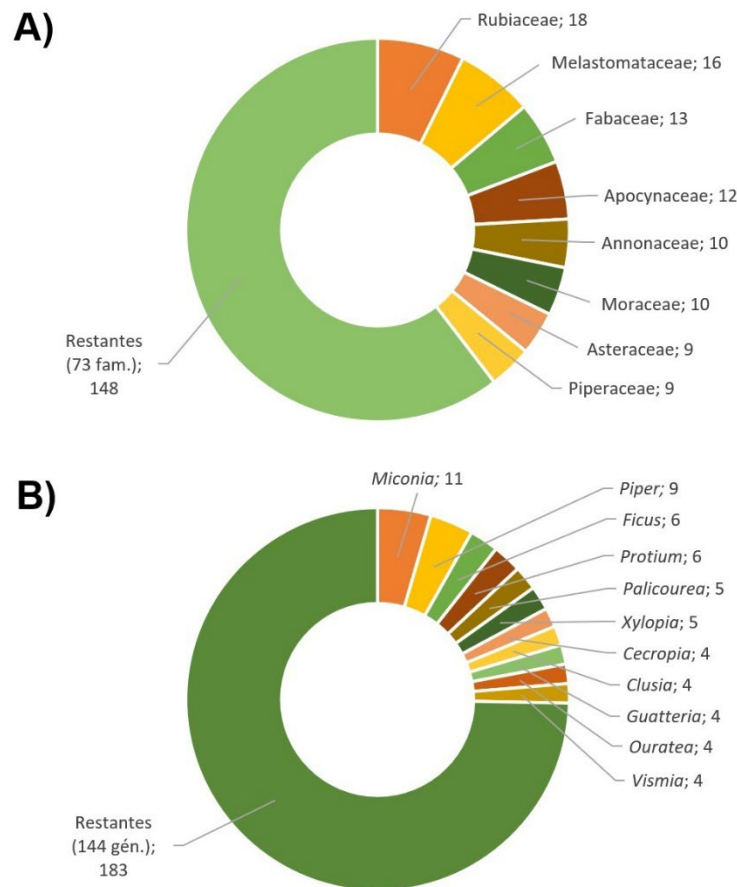 A)
Rubiaceae; 18
Melastomataceae; 16
Fabaceae; 13
Apocynaceae; 12
Annonaceae; 10
Moraceae; 10
Asteraceae; 9
Piperaceae; 9
Restantes
(73 fam.);
148
B)
Miconia; 11
Piper; 9
Ficus; 6
Protium; 6
Palicourea; 5
Xylopia; 5
Cecropia; 4
Clusia; 4
Guatteria; 4
Ouratea; 4
Vismia; 4
Restantes
(144 gén.);
183